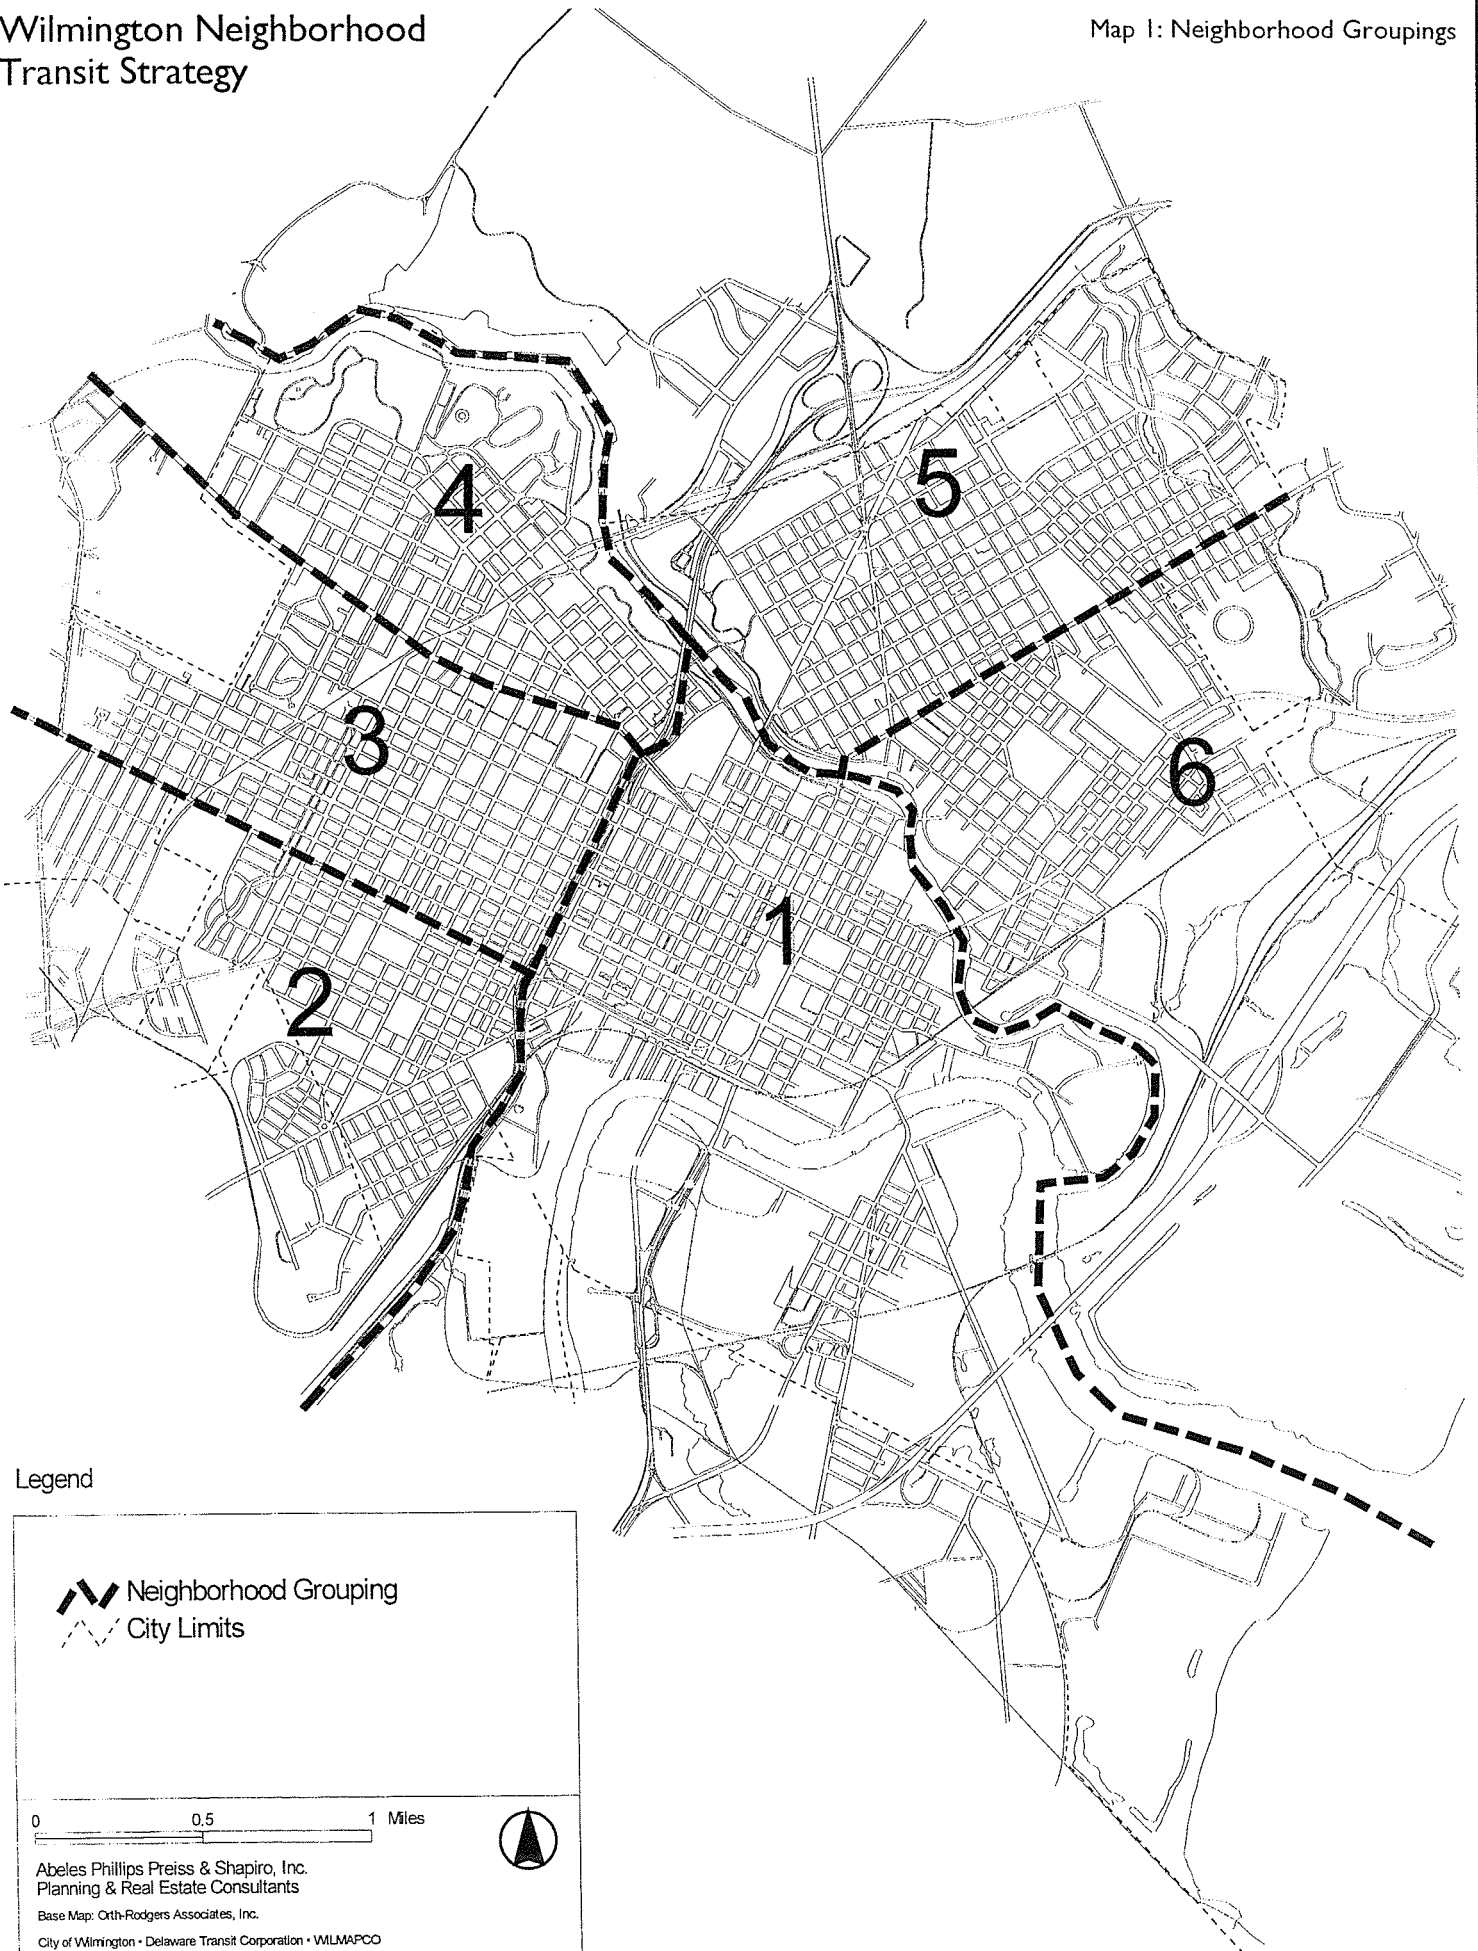 Wilmington Neighborhood
Transit Strategy
Map 1: Neighborhood Groupings
4
5
3
6
1
2
Legend
Neighborhood Grouping
City Limits
0 0.5 1 Miles
Abeles Phillips Preiss & Shapiro, Inc.
Planning & Real Estate Consultants
Base Map: Orth-Rodgers Associates, Inc.
City of Wilmington • Delaware Transit Corporation • WILMAPCO